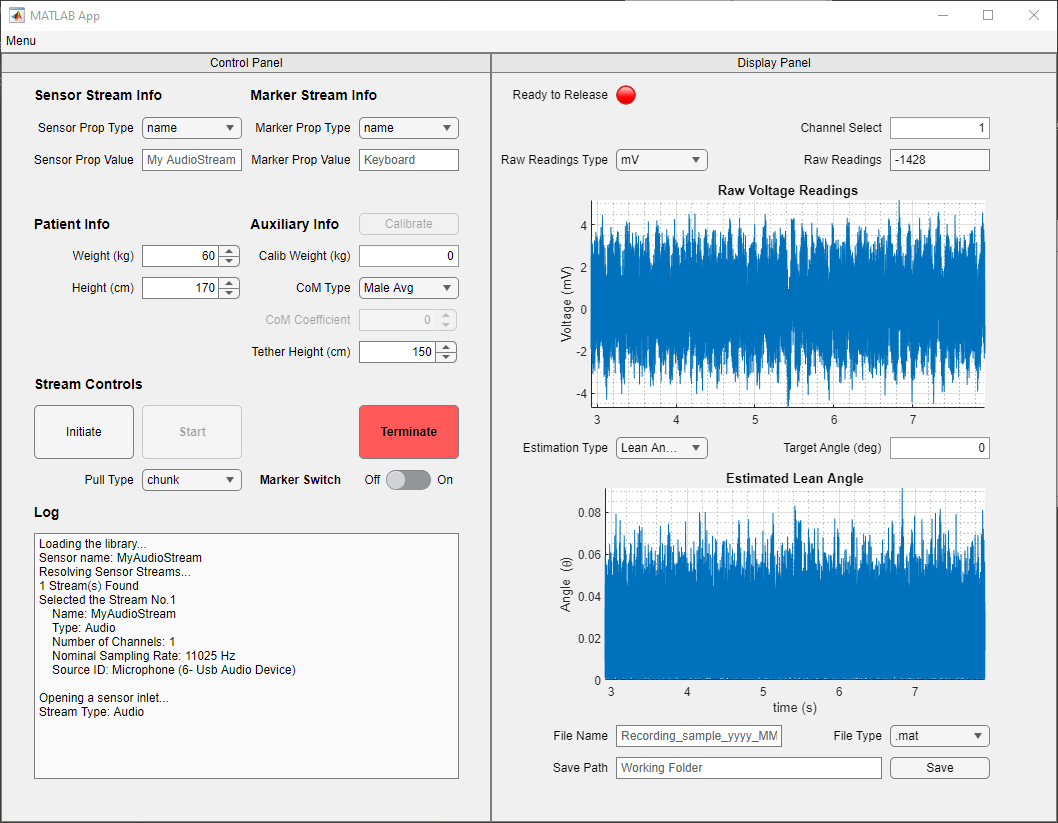 MATLAB App
Menu
Control Panel
Sensor Stream Info
Marker Stream Info
Sensor Prop Type
name
Marker Prop Type
name
Sensor Prop Value
My AudioStream
Marker Prop Value
Keyboard
Patient Info
Auxiliary Info
Calibrate
Weight (kg)
60
Calib Weight (kg)
0
Height (cm)
170
CoM Type
Male Avg
CoM Coefficient
0
Tether Height (cm)
150
Stream Controls
Initiate
Start
Terminate
Pull Type
chunk
Marker Switch
Off
On
Log
Loading the library...
Sensor name: MyAudioStream
Resolving Sensor Streams...
1 Stream(s) Found
Selected the Stream No.1
Name: MyAudioStream
Type: Audio
Number of Channels: 1
Nominal Sampling Rate: 11025 Hz
Source ID: Microphone (6- Usb Audio Device)
Opening a sensor inlet...
Stream Type: Audio
Display Panel
Ready to Release
Channel Select
1
Raw Readings Type
mV
Raw Readings
-1428
Raw Voltage Readings
Voltage (mV)
4
2
0
-2
-4
3 4 5 6 7
Estimation Type
Lean An...
Target Angle (deg)
0
Estimated Lean Angle
Angle (θ)
0.08
0.06
0.04
0.02
0
3 4 5 6 7
time (s)
File Name
Recording_sample_yyyy_MM
File Type
.mat
Save Path
Working Folder
Save